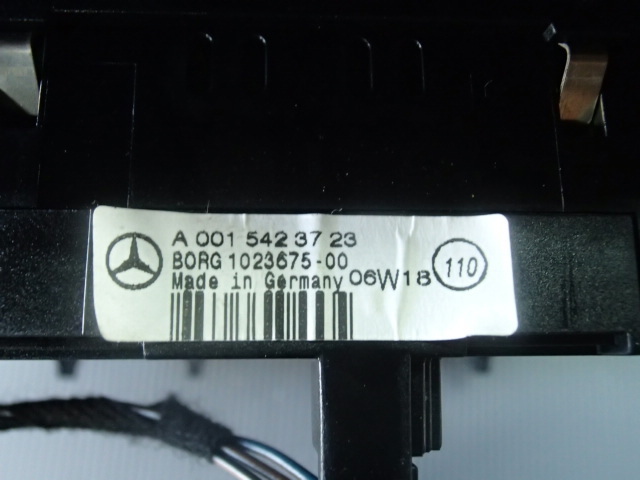 A 001 542 37 23
BORG 1023675-00
Made in Germany 06W18 110